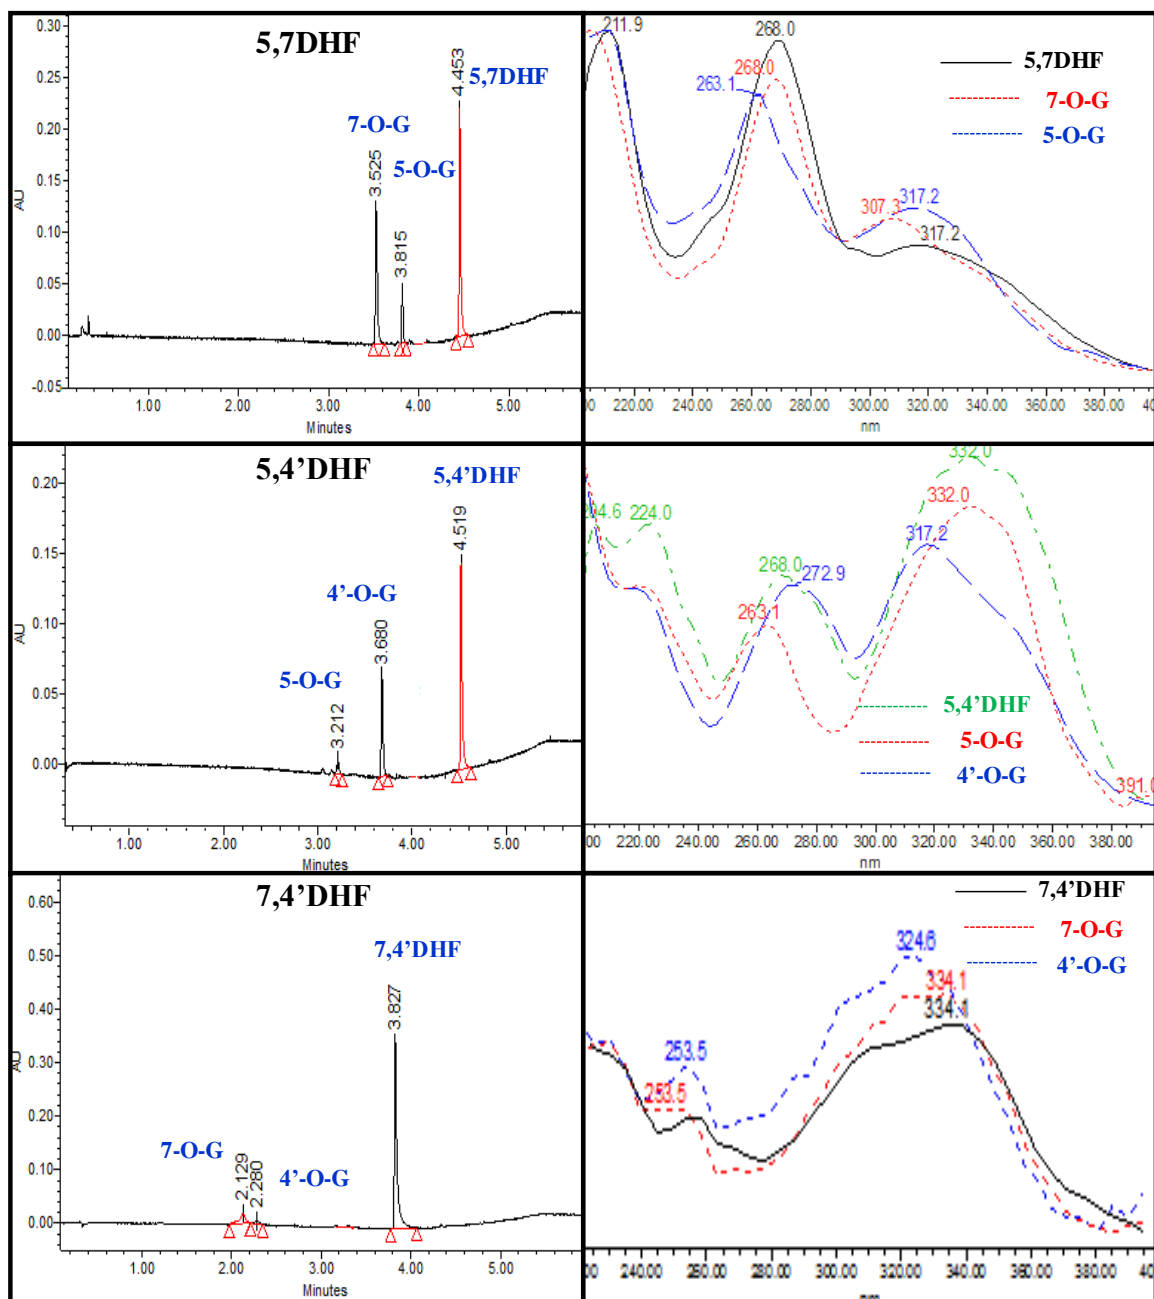 5,7DHF
0.30
0.25
0.20
0.15
0.10
0.05
0.00
-0.05
AU
7-O-G
3.525
5-O-G
3.815
5,7DHF
4.453
1.00 2.00 3.00 4.00 5.00
Minutes
211.9
268.0
268.0
263.1
307.3
317.2
317.2
5,7DHF
7-O-G
5-O-G
220.00 240.00 260.00 280.00 300.00 320.00 340.00 360.00 380.00
nm
5,4’DHF
0.20
0.15
0.10
0.05
0.00
AU
5-O-G
3.212
4’-O-G
3.680
5,4’DHF
4.519
1.00 2.00 3.00 4.00 5.00
Minutes
224.0
268.0
272.9
263.1
332.0
332.0
317.2
391.0
5,4’DHF
5-O-G
4’-O-G
220.00 240.00 260.00 280.00 300.00 320.00 340.00 360.00 380.00
nm
7,4’DHF
0.60
0.50
0.40
0.30
0.20
0.10
0.00
AU
7-O-G
2.129
4’-O-G
2.280
7,4’DHF
3.827
1.00 2.00 3.00 4.00 5.00
Minutes
253.5
253.5
324.6
334.1
334.1
7,4’DHF
7-O-G
4’-O-G
240.00 260.00 280.00 300.00 320.00 340.00 360.00 380.00
nm